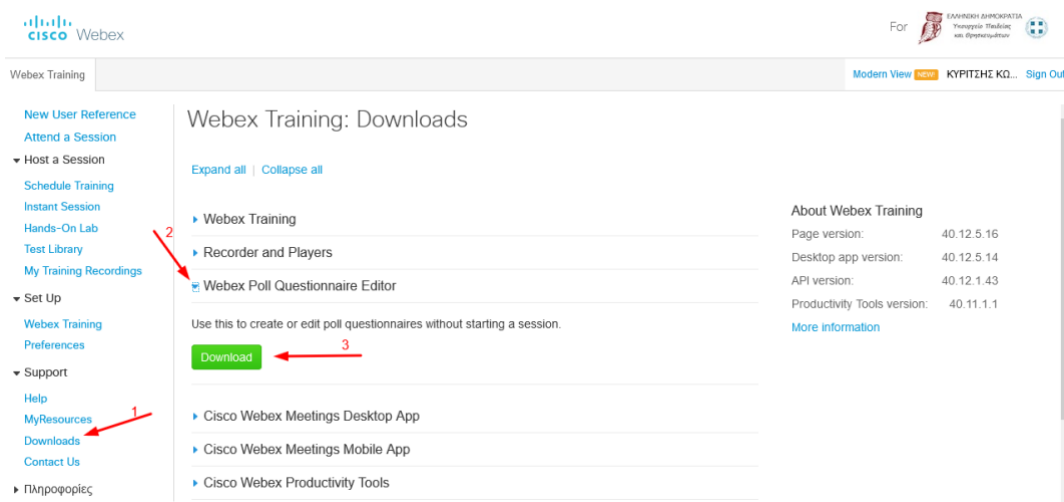 CISCO Webex
For
ΕΛΛΗΝΙΚΗ ΔΗΜΟΚΡΑΤΙΑ
Υπουργείο Παιδείας
και Θρησκευμάτων
Webex Training
Modern View NEW! ΚΥΡΙΤΣΗΣ ΚΩ... Sign Out
New User Reference
Attend a Session
Host a Session
Schedule Training
Instant Session
Hands-On Lab
Test Library
My Training Recordings
Set Up
Webex Training
Preferences
Support
Help
MyResources
1
Downloads
Contact Us
Πληροφορίες
Webex Training: Downloads
Expand all | Collapse all
Webex Training
2
Recorder and Players
Webex Poll Questionnaire Editor
Use this to create or edit poll questionnaires without starting a session.
Download
3
Cisco Webex Meetings Desktop App
Cisco Webex Meetings Mobile App
Cisco Webex Productivity Tools
About Webex Training
Page version: 40.12.5.16
Desktop app version: 40.12.5.14
API version: 40.12.1.43
Productivity Tools version: 40.11.1.1
More information